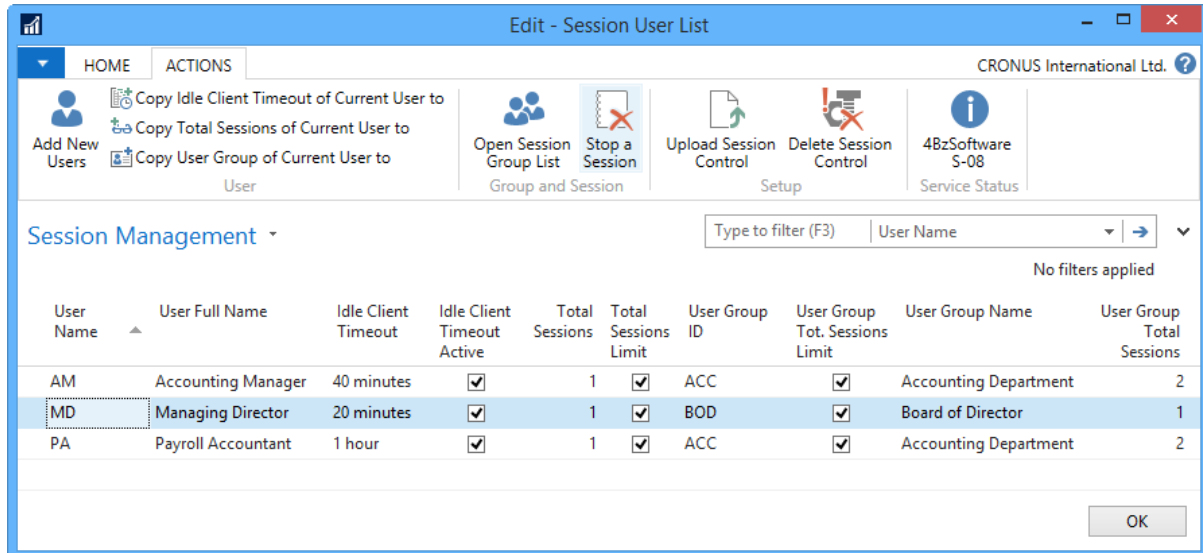 Edit - Session User List
HOME ACTIONS CRONUS International Ltd. ?
Add New Users
Copy Idle Client Timeout of Current User to
Copy Total Sessions of Current User to
Copy User Group of Current User to
User
Open Session Group List
Stop a Session
Group and Session
Upload Session Control
Delete Session Control
Setup
4BzSoftware S-08
Service Status
Session Management
Type to filter (F3) User Name
No filters applied
User Name User Full Name Idle Client Timeout Idle Client Timeout Active Total Sessions Total Sessions Limit User Group ID User Group Tot. Sessions Limit User Group Name User Group Total Sessions
AM Accounting Manager 40 minutes 1 ACC Accounting Department 2
MD Managing Director 20 minutes 1 BOD Board of Director 1
PA Payroll Accountant 1 hour 1 ACC Accounting Department 2
OK